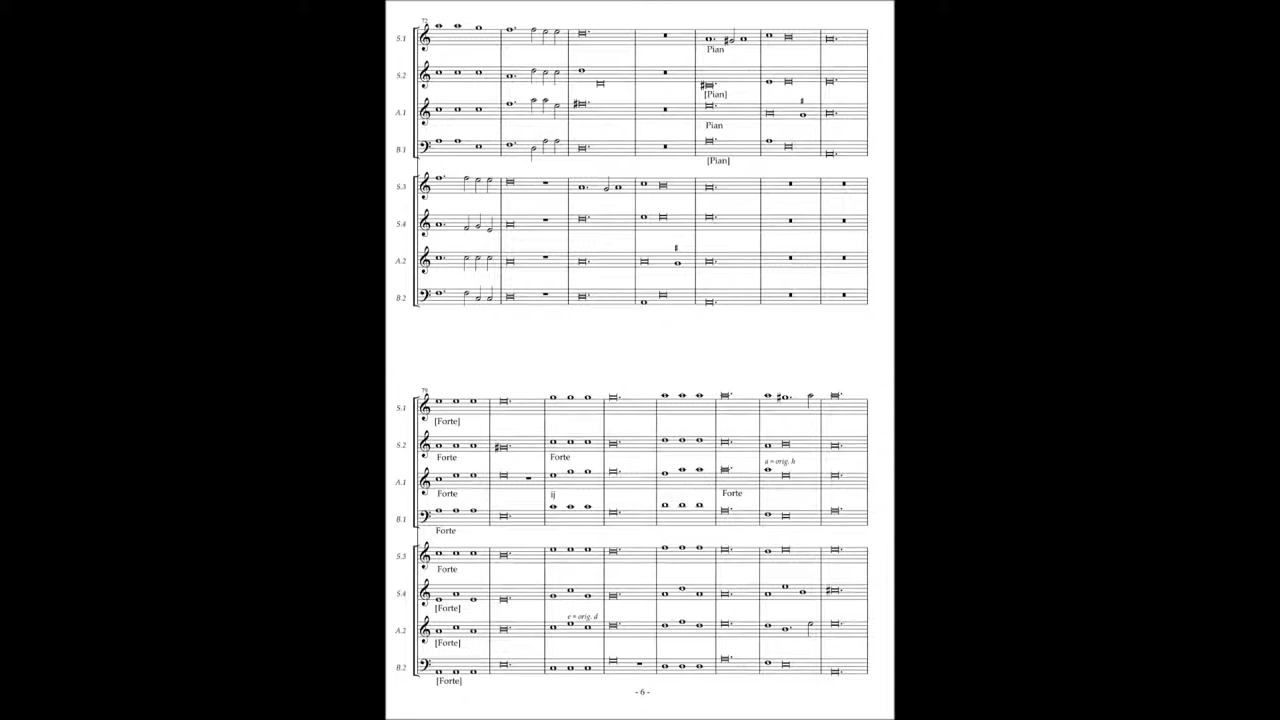 72
S.1
Pian
S.2
[Pian]
A.1
Pian
B.1
[Pian]
S.3
S.4
A.2
B.2
79
S.1
[Forte]
S.2
Forte Forte
a = orig. h
A.1
Forte ij Forte
B.1
Forte
S.3
Forte
S.4
[Forte]
e = orig. d
A.2
[Forte]
B.2
[Forte]
- 6 -